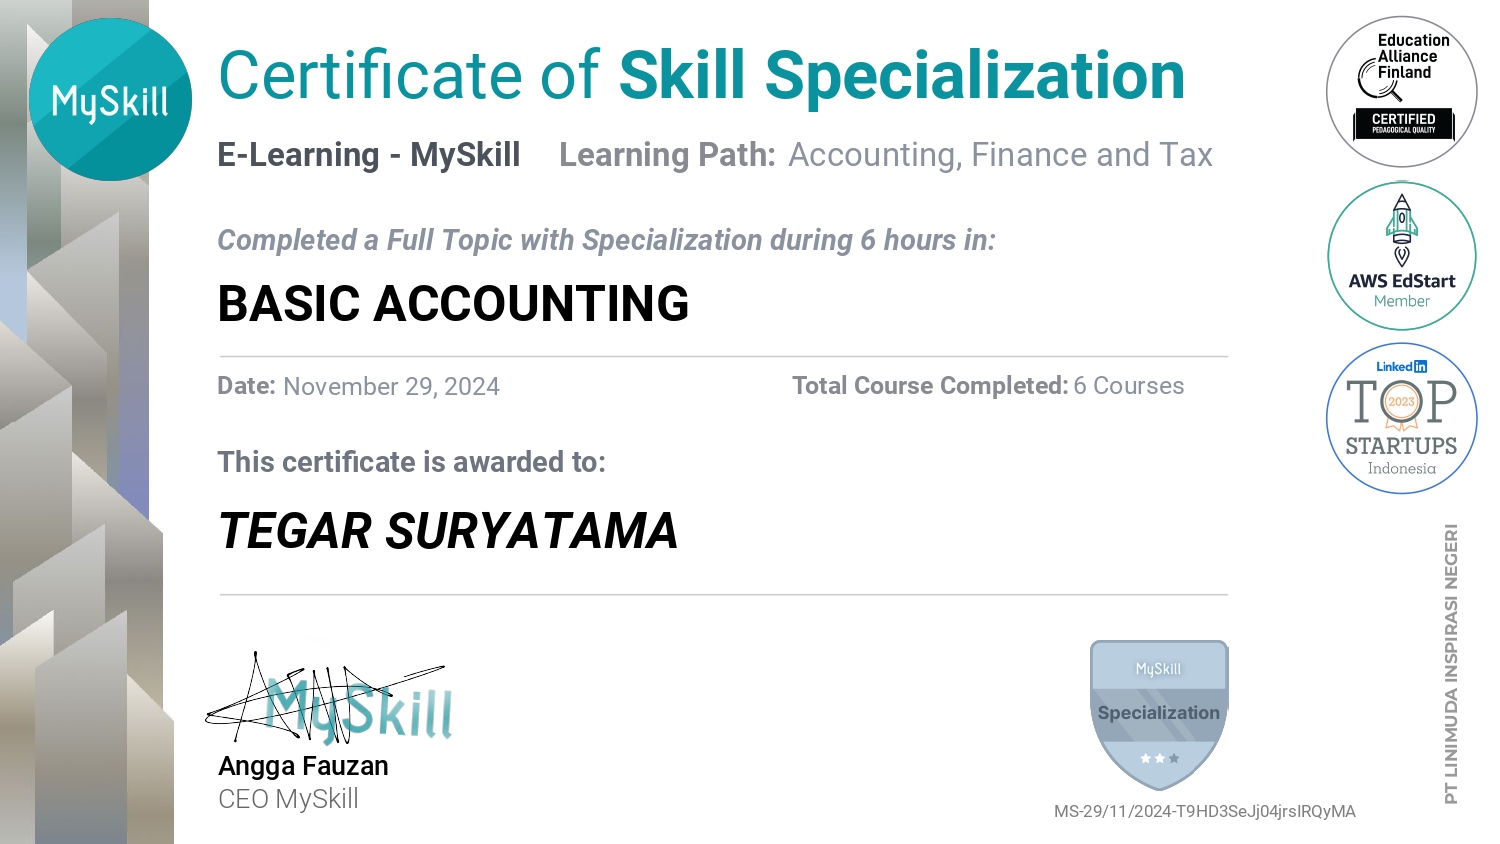 MySkill
Certificate of Skill Specialization
E-Learning - MySkill Learning Path: Accounting, Finance and Tax
Completed a Full Topic with Specialization during 6 hours in:
BASIC ACCOUNTING
Date: November 29, 2024 Total Course Completed: 6 Courses
This certificate is awarded to:
TEGAR SURYATAMA
MySkill
Angga Fauzan
CEO MySkill
MySkill
Specialization
MS-29/11/2024-T9HD3SeJj04jrsIRQyMA
Education
Alliance
Finland
CERTIFIED
PEDAGOGICAL QUALITY
AWS EdStart
Member
Linked in
TOP
2023
STARTUPS
Indonesia
PT LINIMUDA INSPIRASI NEGERI